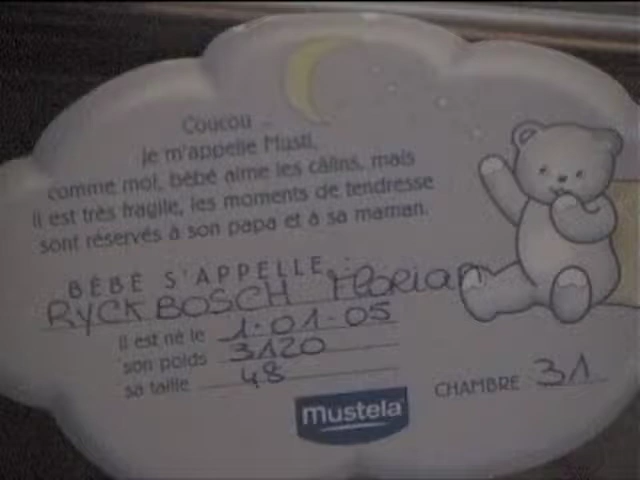 Coucou
je m'appelle Musti,
comme moi, bébé aime les câlins, mais
il est très fragile, les moments de tendresse
sont réservés à son papa et à sa maman.
BÉBÉ S'APPELLE
RYCKBOSCH Florian
il est né le 1.01.05
son poids 3120
sa taille 48
CHAMBRE 31
mustela